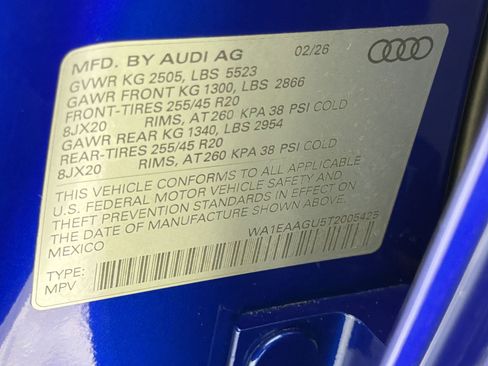 MFD. BY AUDI AG 02/26
GVWR KG 2505, LBS 5523
GAWR FRONT KG 1300, LBS 2866
FRONT-TIRES 255/45 R20
8JX20 RIMS, AT 260 KPA 38 PSI COLD
GAWR REAR KG 1340, LBS 2954
REAR-TIRES 255/45 R20
8JX20 RIMS, AT 260 KPA 38 PSI COLD
THIS VEHICLE CONFORMS TO ALL APPLICABLE
U.S. FEDERAL MOTOR VEHICLE SAFETY AND
THEFT PREVENTION STANDARDS IN EFFECT ON
THE DATE OF MANUFACTURE SHOWN ABOVE.
MEXICO WA1EAAGU5T2005425
TYPE:
MPV